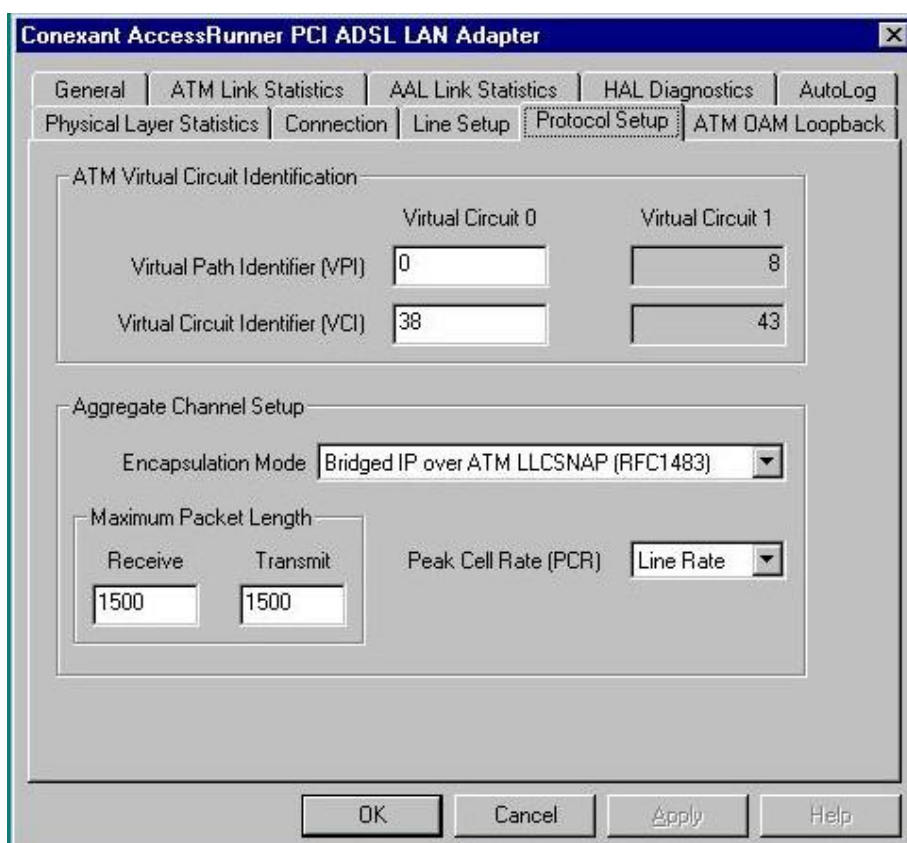 Conexant AccessRunner PCI ADSL LAN Adapter
General ATM Link Statistics AAL Link Statistics HAL Diagnostics AutoLog
Physical Layer Statistics Connection Line Setup Protocol Setup ATM OAM Loopback
ATM Virtual Circuit Identification
Virtual Circuit 0 Virtual Circuit 1
Virtual Path Identifier (VPI) 0 8
Virtual Circuit Identifier (VCI) 38 43
Aggregate Channel Setup
Encapsulation Mode Bridged IP over ATM LLCSNAP (RFC1483)
Maximum Packet Length
Receive Transmit Peak Cell Rate (PCR) Line Rate
1500 1500
OK Cancel Apply Help